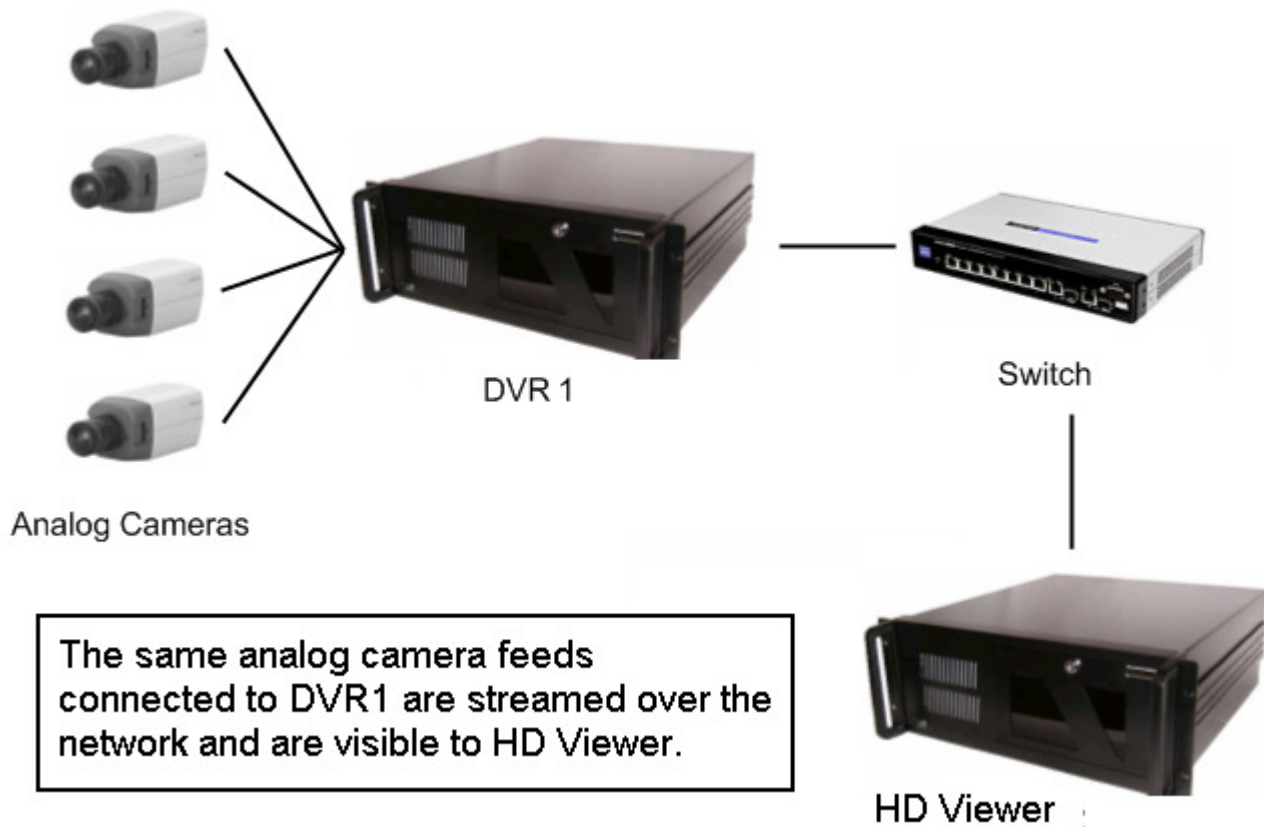 DVR 1
Switch
Analog Cameras
The same analog camera feeds
connected to DVR1 are streamed over the
network and are visible to HD Viewer.
HD Viewer